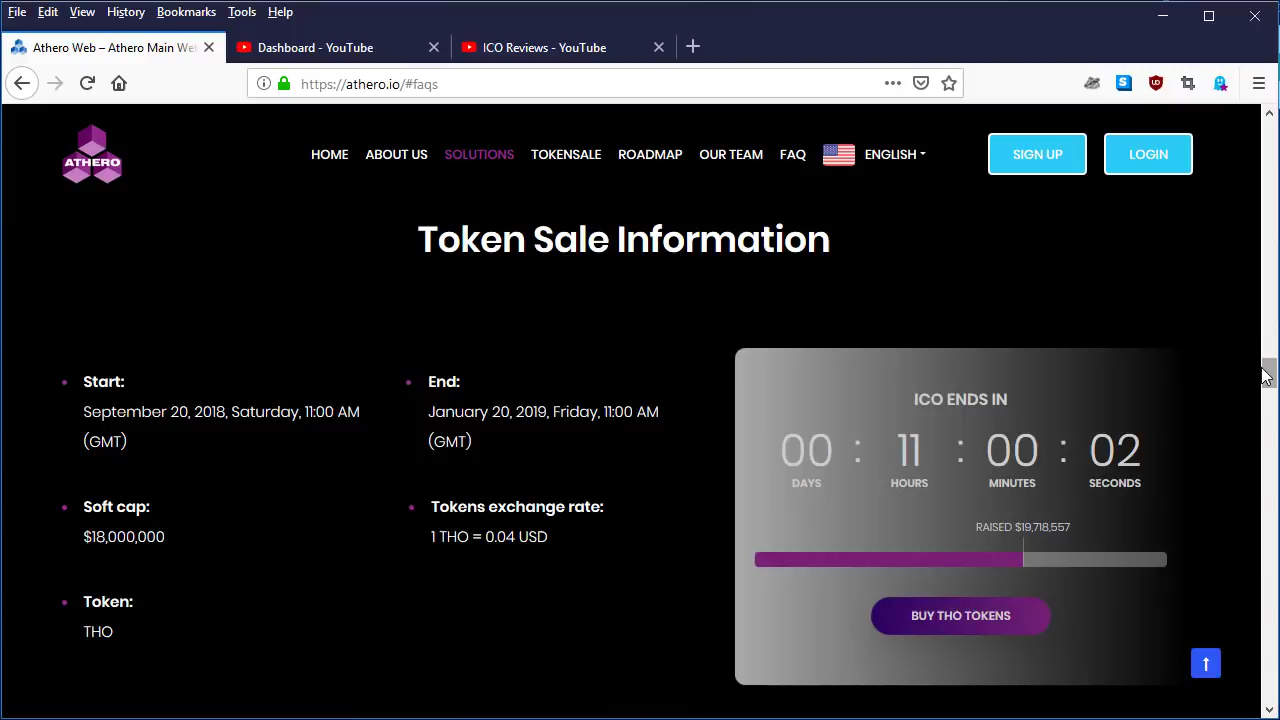 File Edit View History Bookmarks Tools Help
Athero Web – Athero Main We
Dashboard - YouTube
ICO Reviews - YouTube
https://athero.io/#faqs
ATHERO
HOME ABOUT US SOLUTIONS TOKENSALE ROADMAP OUR TEAM FAQ ENGLISH SIGN UP LOGIN
Token Sale Information
Start:
September 20, 2018, Saturday, 11:00 AM
(GMT)
End:
January 20, 2019, Friday, 11:00 AM
(GMT)
Soft cap:
$18,000,000
Tokens exchange rate:
1 THO = 0.04 USD
Token:
THO
ICO ENDS IN
00 : 11 : 00 : 02
DAYS HOURS MINUTES SECONDS
RAISED $19,718,557
BUY THO TOKENS